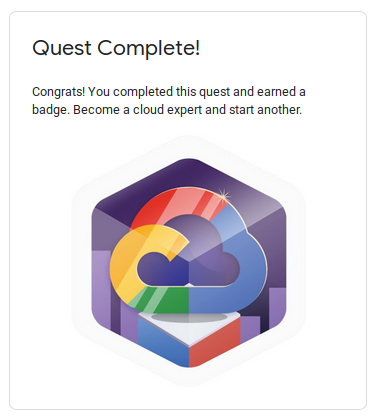 Quest Complete!
Congrats! You completed this quest and earned a
badge. Become a cloud expert and start another.